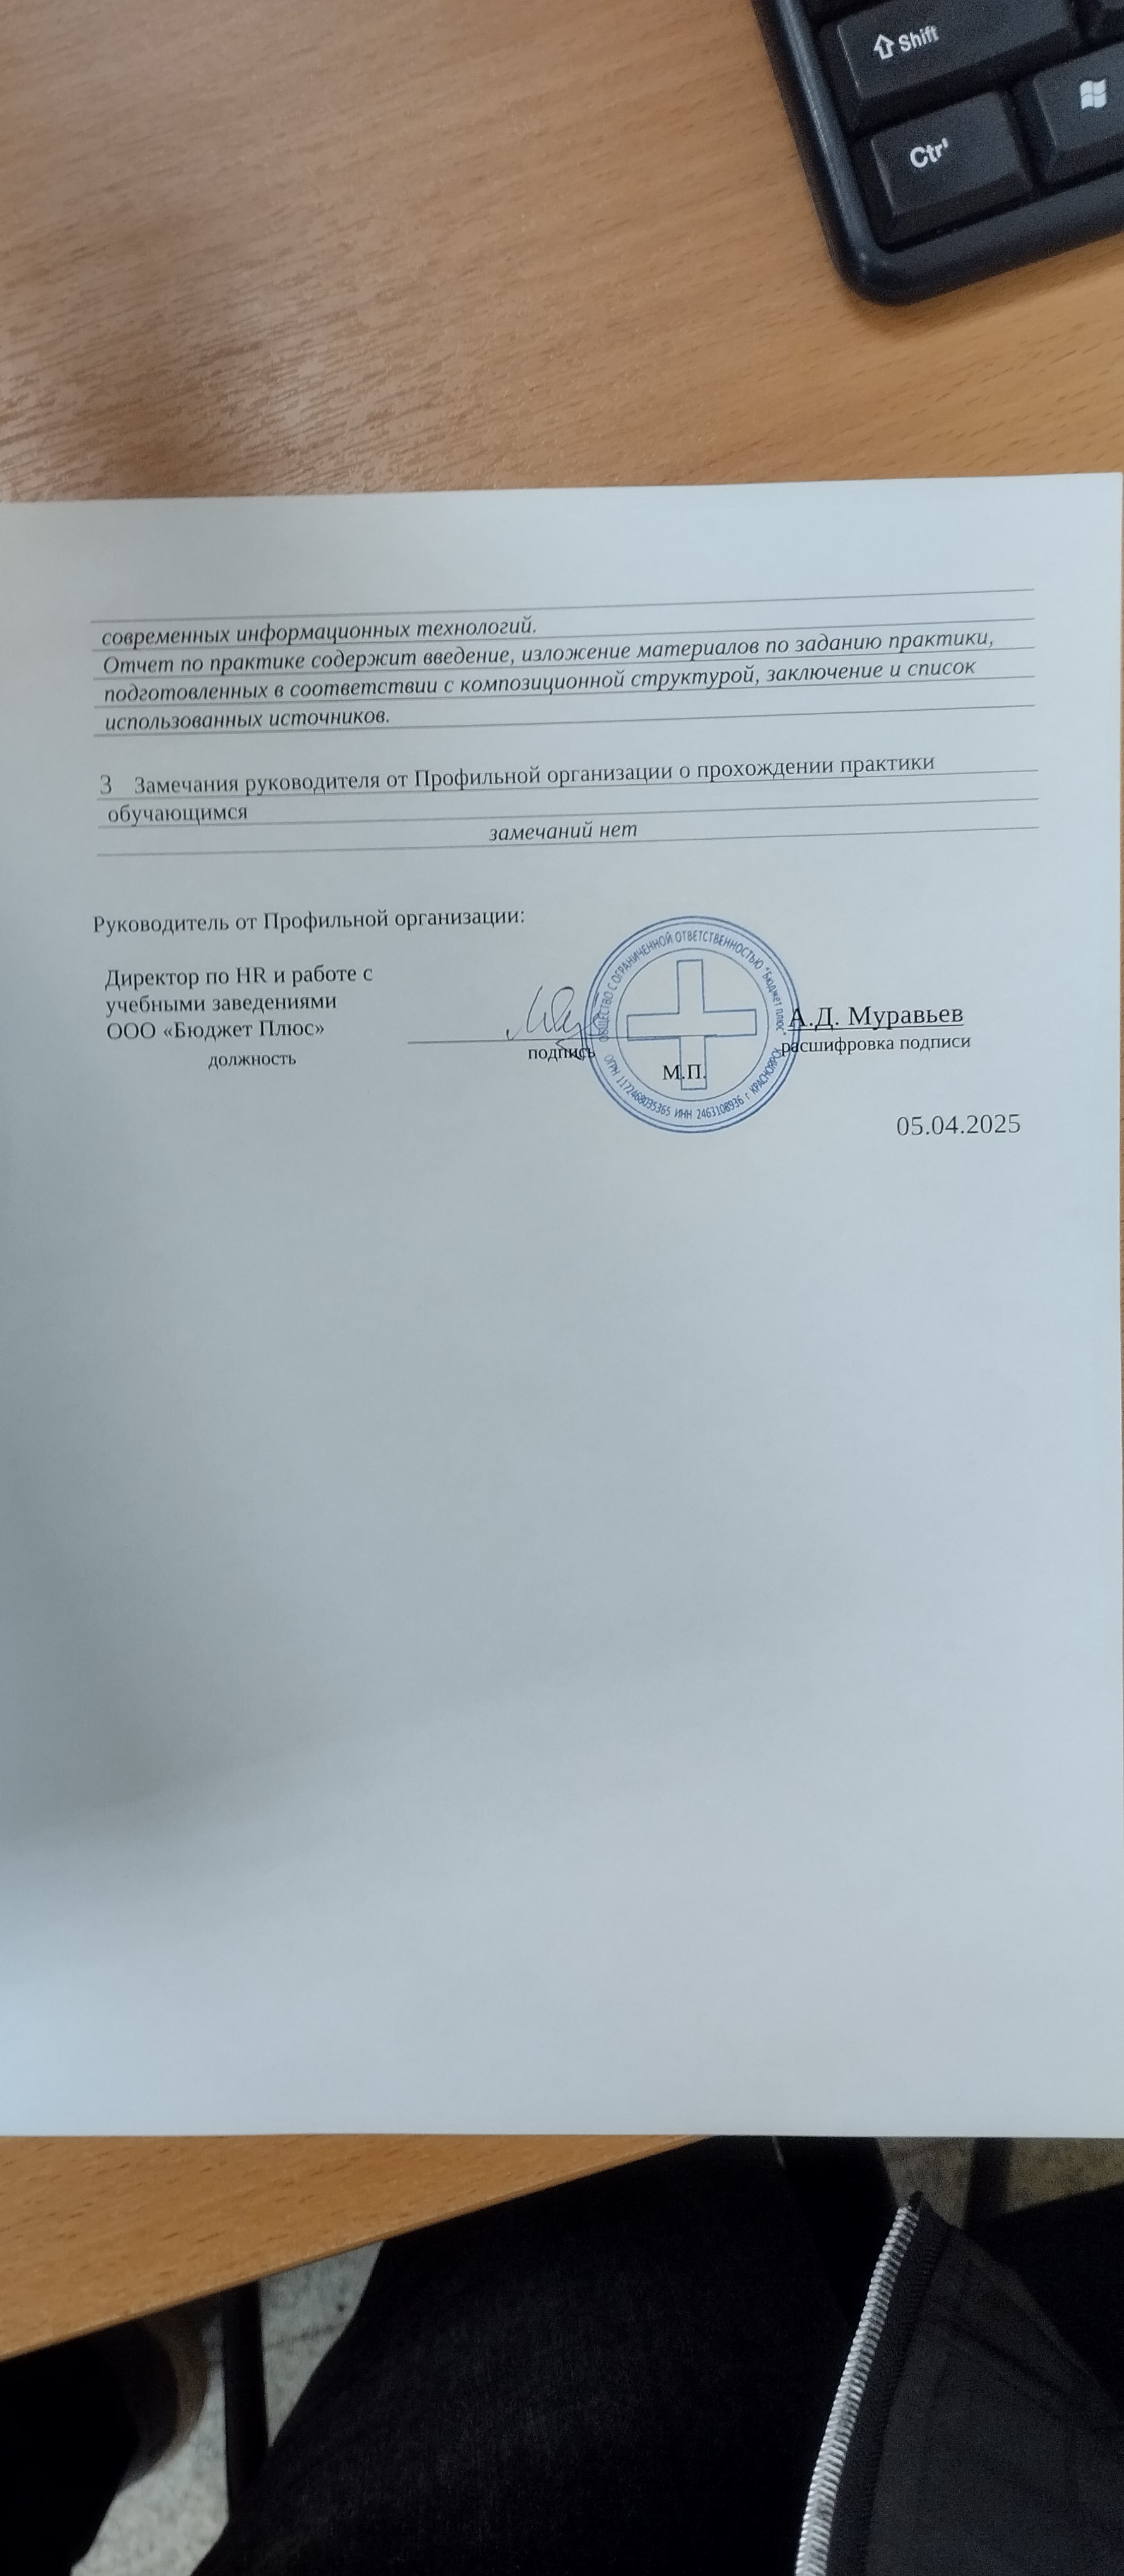 Shift
Ctrl
современных информационных технологий.
Отчет по практике содержит введение, изложение материалов по заданию практики,
подготовленных в соответствии с композиционной структурой, заключение и список
использованных источников.
3 Замечания руководителя от Профильной организации о прохождении практики
обучающимся
замечаний нет
Руководитель от Профильной организации:
Директор по HR и работе с
учебными заведениями
ООО «Бюджет Плюс»
должность
подпись
М.П.
ОБЩЕСТВО С ОГРАНИЧЕННОЙ ОТВЕТСТВЕННОСТЬЮ "Бюджет плюс"
ОГРН 1172468035365 ИНН 2463108936 г. КРАСНОЯРСК
А.Д. Муравьев
расшифровка подписи
05.04.2025